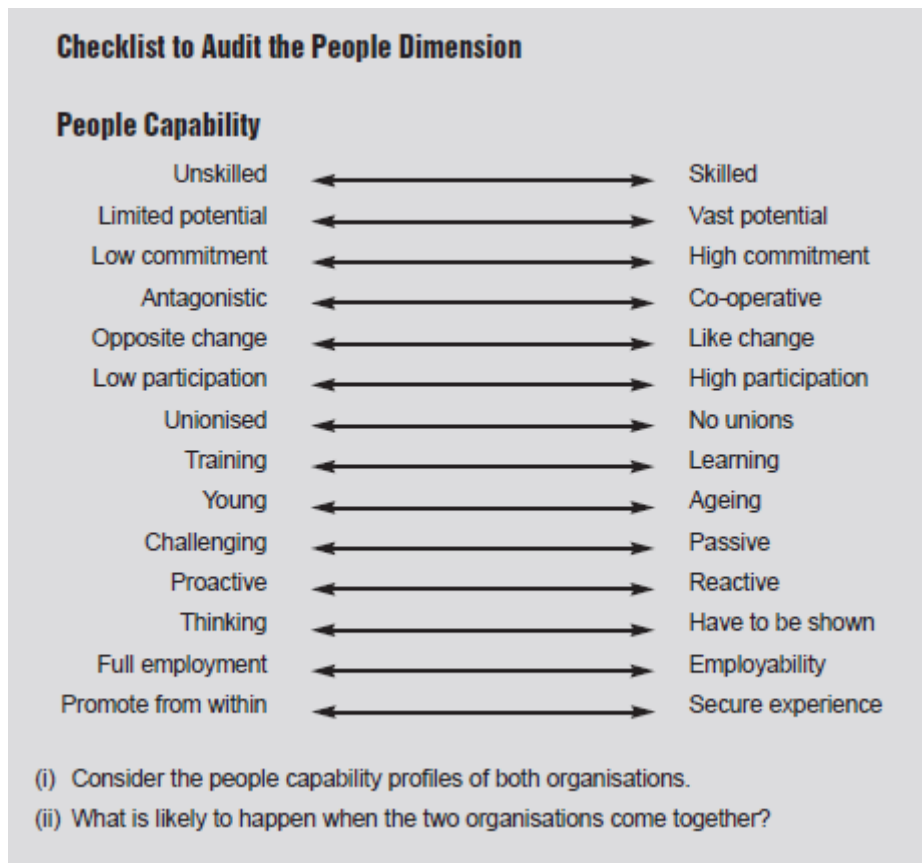 Checklist to Audit the People Dimension
People Capability
Unskilled Skilled
Limited potential Vast potential
Low commitment High commitment
Antagonistic Co-operative
Opposite change Like change
Low participation High participation
Unionised No unions
Training Learning
Young Ageing
Challenging Passive
Proactive Reactive
Thinking Have to be shown
Full employment Employability
Promote from within Secure experience
(i) Consider the people capability profiles of both organisations.
(ii) What is likely to happen when the two organisations come together?